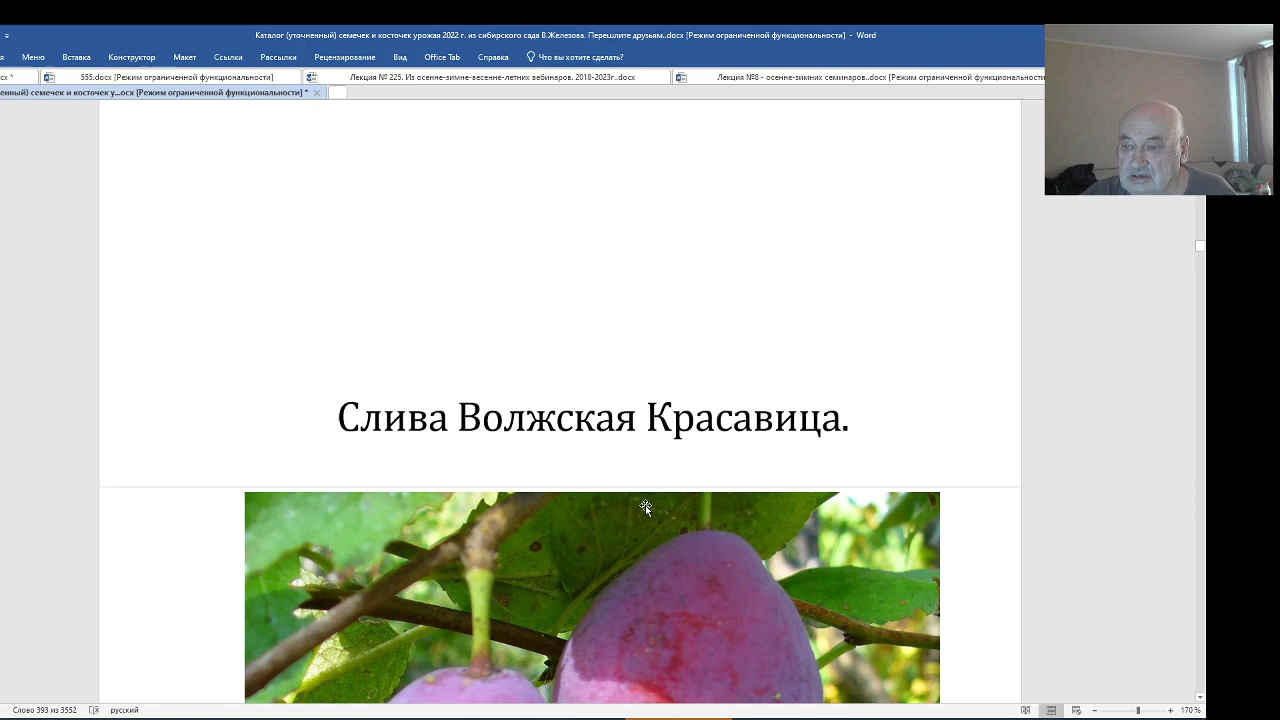 Каталог (уточненный) семечек и косточек урожая 2022 г. из сибирского сада В.Железова. Перешлите друзьям..docx [Режим ограниченной функциональности] - Word
Меню Вставка Конструктор Макет Ссылки Рассылки Рецензирование Вид Office Tab Справка Что вы хотите сделать?
555.docx [Режим ограниченной функциональности] Лекция № 225. Из осенне-зимне-весенне-летних вебинаров. 2018-2023г..docx Лекция №8 - осенне-зимних семинаров..docx [Режим ограниченной функциональности
енный) семечек и косточек у...ocx [Режим ограниченной функциональности] *
Слива Волжская Красавица.
Слово 393 из 3552 русский 170 %